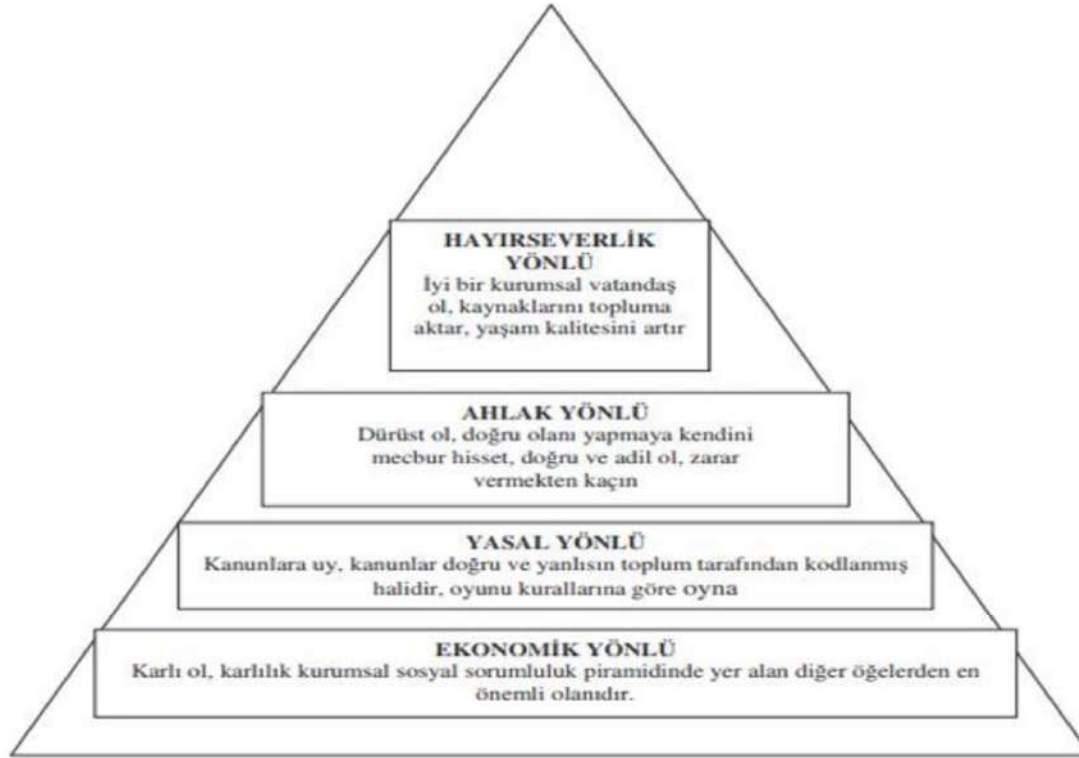 HAYIRSEVERLİK
YÖNLÜ
İyi bir kurumsal vatandaş
ol, kaynaklarını topluma
aktar, yaşam kalitesini artır
AHLAK YÖNLÜ
Dürüst ol, doğru olanı yapmaya kendini
mecbur hisset, doğru ve adil ol, zarar
vermekten kaçın
YASAL YÖNLÜ
Kanunlara uy, kanunlar doğru ve yanlısın toplum tarafından kodlanmış
halidir, oyunu kurallarına göre oyna
EKONOMİK YÖNLÜ
Karlı ol, karlılık kurumsal sosyal sorumluluk piramidinde yer alan diğer öğelerden en
önemli olanıdır.